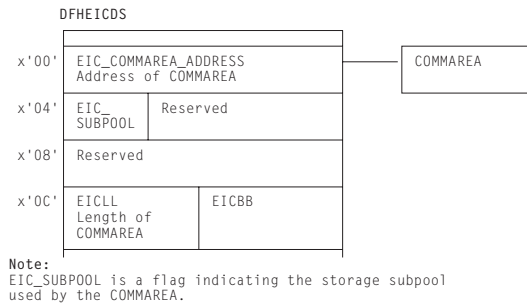 DFHEICDS
x'00' EIC_COMMAREA_ADDRESS COMMAREA
Address of COMMAREA
x'04' EIC_ Reserved
SUBPOOL
x'08' Reserved
x'0C' EICLL EICBB
Length of
COMMAREA
Note:
EIC_SUBPOOL is a flag indicating the storage subpool
used by the COMMAREA.